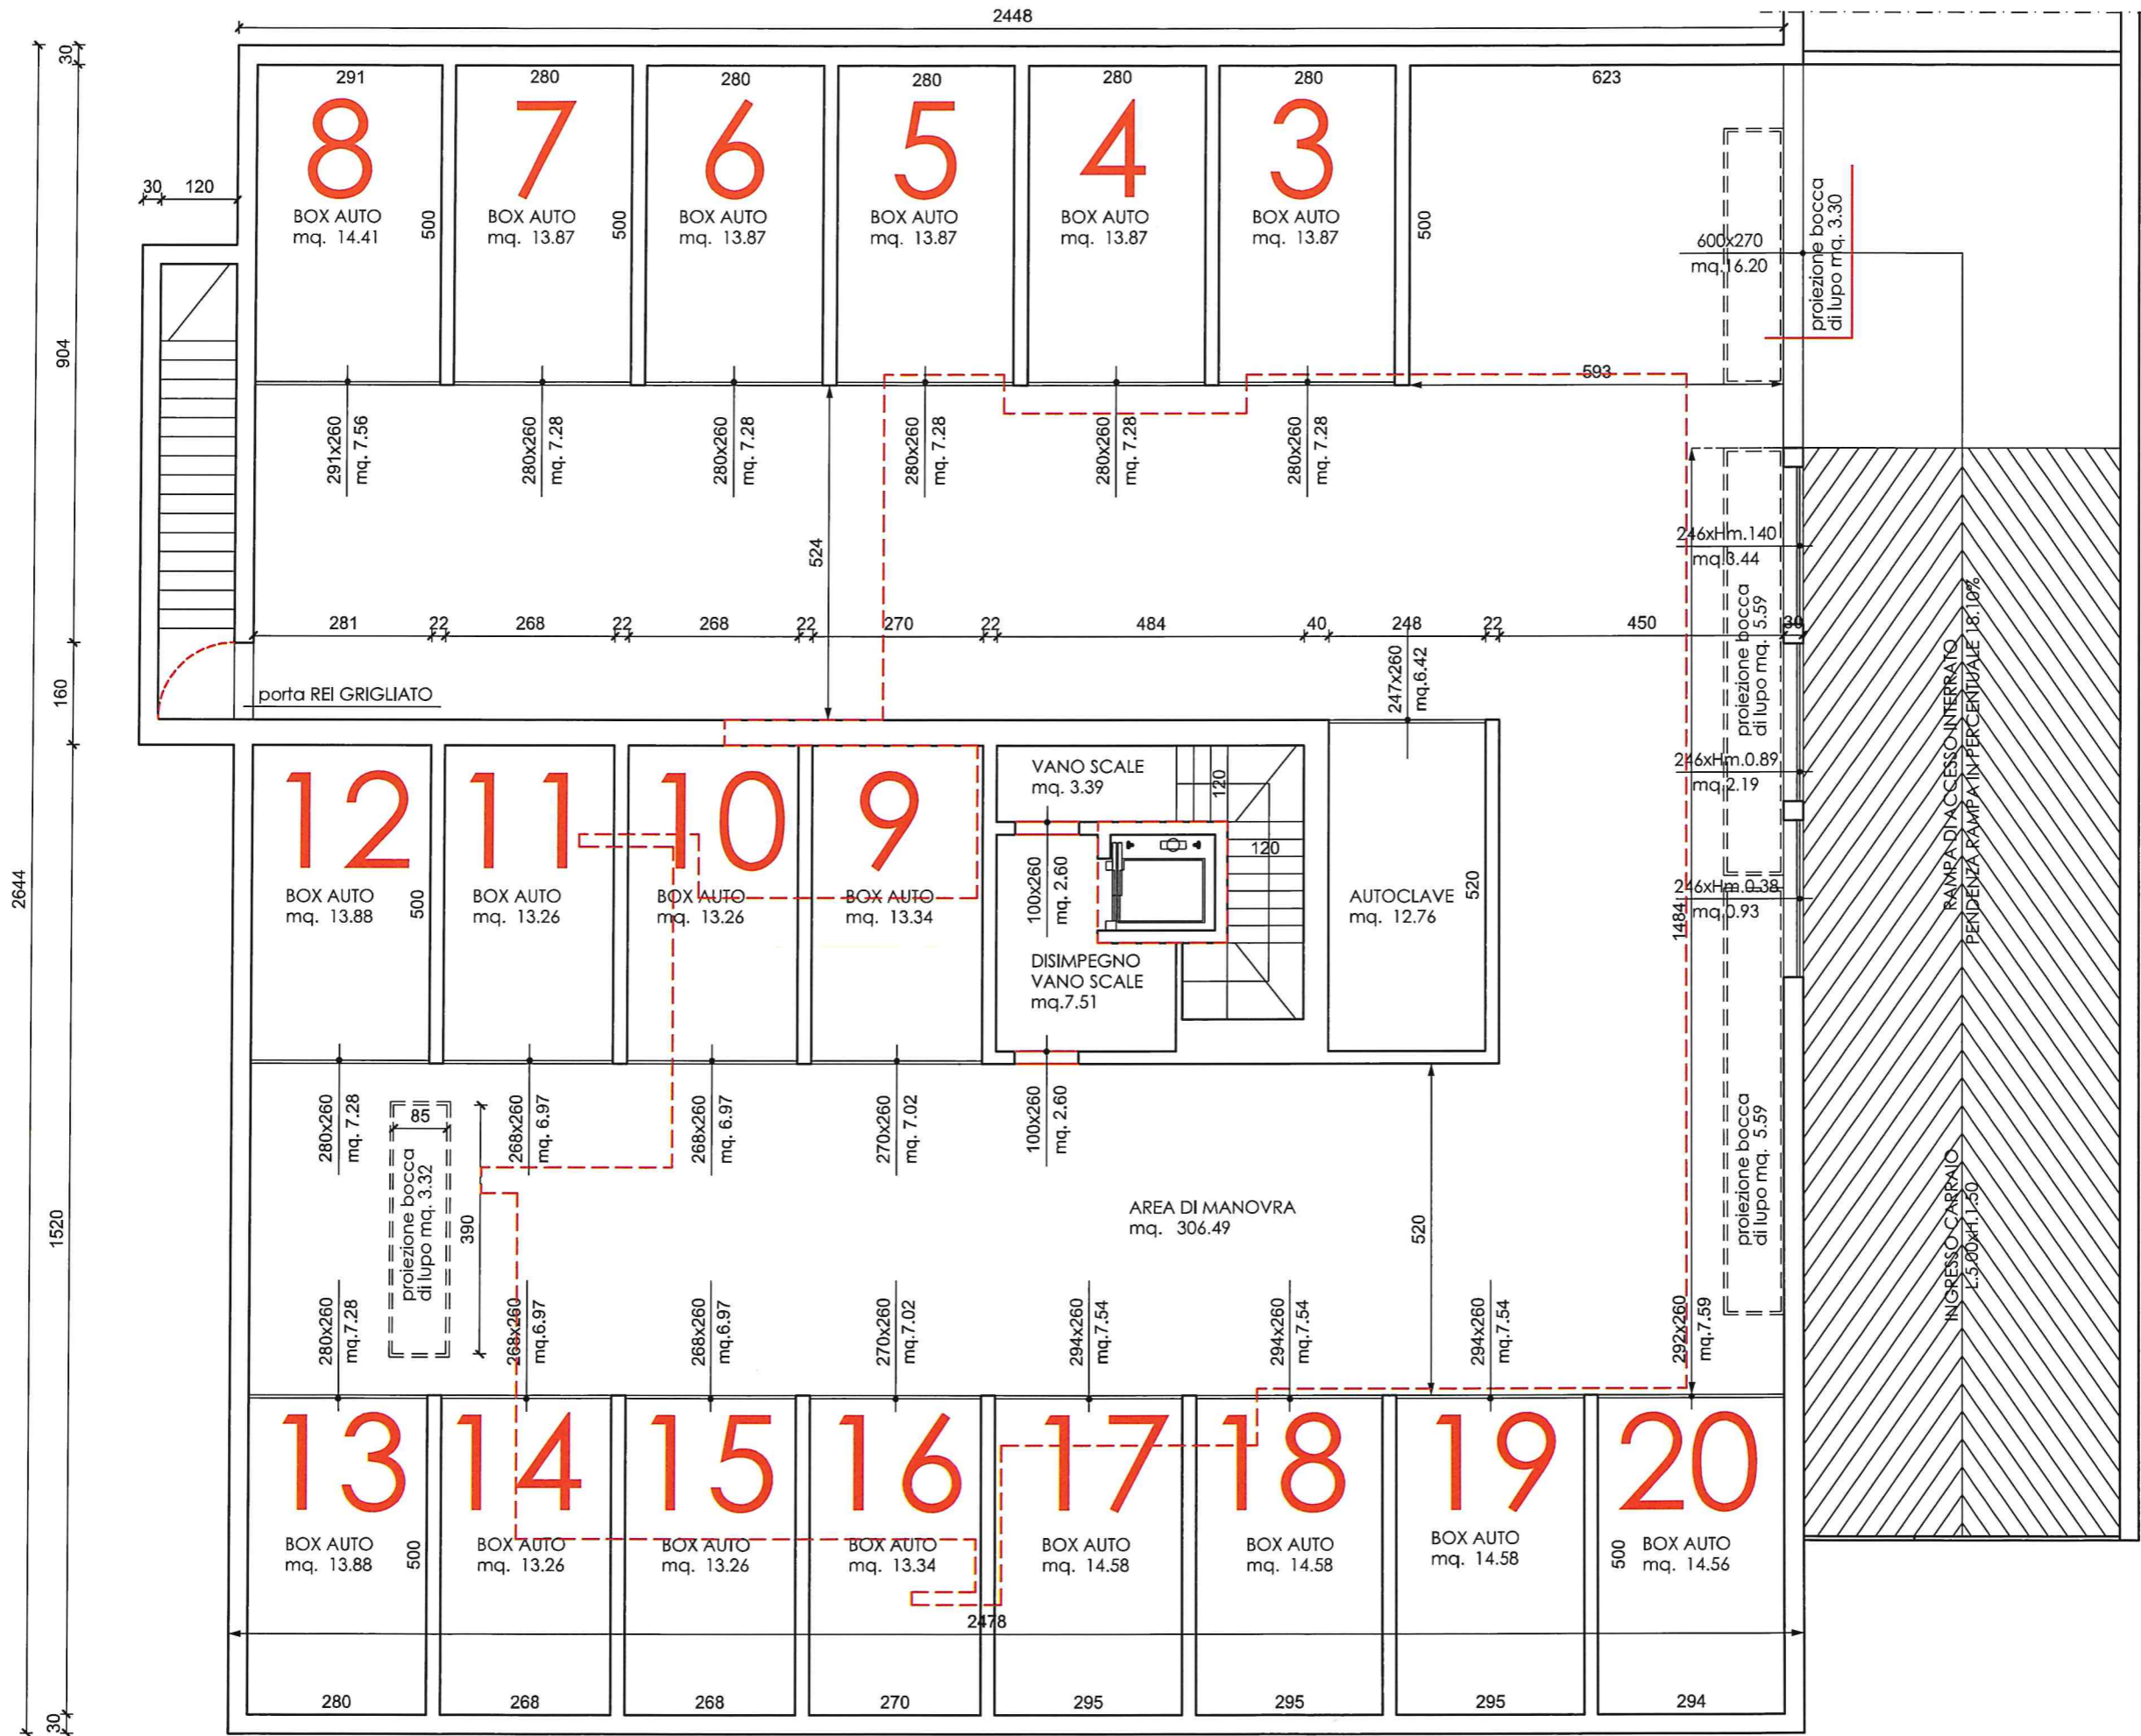 2448
30
291
280
280
280
280
280
623
8
7
6
5
4
3
BOX AUTO
mq. 14.41
500
BOX AUTO
mq. 13.87
500
BOX AUTO
mq. 13.87
BOX AUTO
mq. 13.87
BOX AUTO
mq. 13.87
BOX AUTO
mq. 13.87
500
30
120
600x270
mq.16.20
proiezione bocca
di lupo mq. 3.30
904
593
291x260
mq. 7.56
280x260
mq. 7.28
280x260
mq. 7.28
280x260
mq. 7.28
280x260
mq. 7.28
280x260
mq. 7.28
524
246xHm.140
mq.3.44
281
22
268
22
268
22
270
22
484
40
248
22
450
30
proiezione bocca
di lupo mq. 5.59
160
porta REI GRIGLIATO
247x260
mq.6.42
RAMPA DI ACCESSO INTERRATO
PENDENZA RAMPA IN PERCENTUALE 18.10%
12
11
10
9
VANO SCALE
mq. 3.39
120
120
246xHm.0.89
mq.2.19
2644
BOX AUTO
mq. 13.88
500
BOX AUTO
mq. 13.26
BOX AUTO
mq. 13.26
BOX AUTO
mq. 13.34
100x260
mq. 2.60
AUTOCLAVE
mq. 12.76
520
246xHm.0.38
mq.0.93
1484
DISIMPEGNO
VANO SCALE
mq.7.51
280x260
mq. 7.28
85
268x260
mq. 6.97
268x260
mq. 6.97
270x260
mq. 7.02
100x260
mq. 2.60
proiezione bocca
di lupo mq. 3.32
390
1520
AREA DI MANOVRA
mq. 306.49
520
proiezione bocca
di lupo mq. 5.59
INGRESSO CARRAIO
L.5.00xH.1.50
280x260
mq.7.28
268x260
mq.6.97
268x260
mq.6.97
270x260
mq.7.02
294x260
mq.7.54
294x260
mq.7.54
294x260
mq.7.54
292x260
mq.7.59
13
14
15
16
17
18
19
20
BOX AUTO
mq. 13.88
500
BOX AUTO
mq. 13.26
BOX AUTO
mq. 13.26
BOX AUTO
mq. 13.34
BOX AUTO
mq. 14.58
BOX AUTO
mq. 14.58
BOX AUTO
mq. 14.58
500
BOX AUTO
mq. 14.56
2478
280
268
268
270
295
295
295
294
30